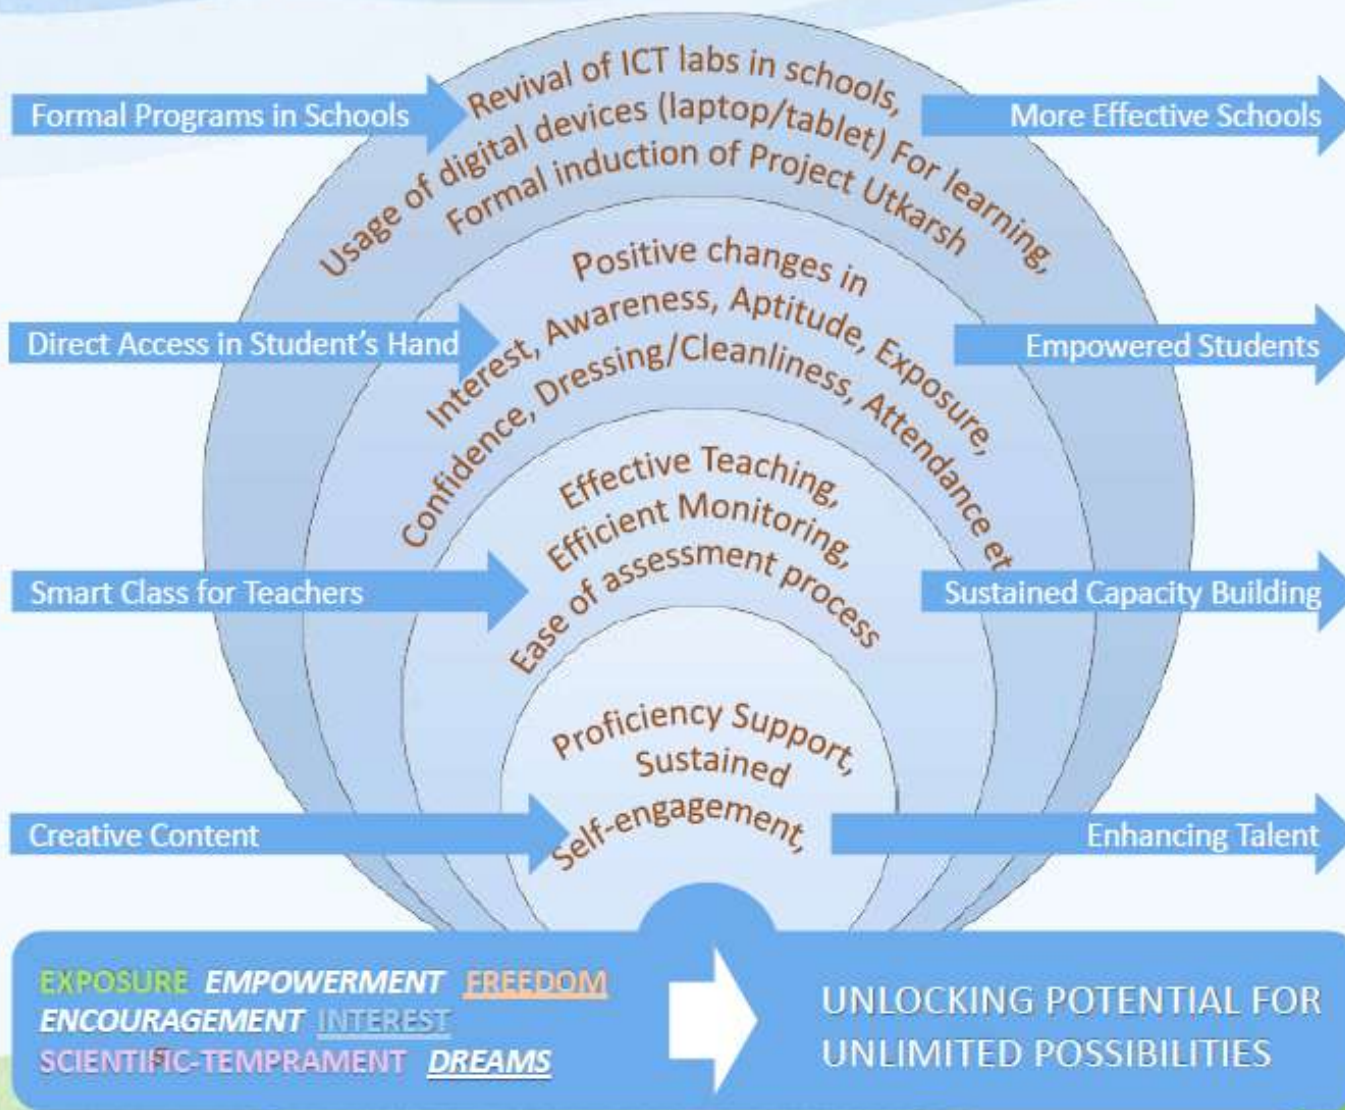 Formal Programs in Schools
Revival of ICT labs in schools,
Usage of digital devices (laptop/tablet) For learning,
Formal induction of Project Utkarsh
More Effective Schools
Direct Access in Student's Hand
Positive changes in
Interest, Awareness, Aptitude, Exposure,
Confidence, Dressing/Cleanliness, Attendance et
Empowered Students
Smart Class for Teachers
Effective Teaching,
Efficient Monitoring,
Ease of assessment process
Sustained Capacity Building
Creative Content
Proficiency Support,
Sustained
Self-engagement,
Enhancing Talent
EXPOSURE EMPOWERMENT FREEDOM
ENCOURAGEMENT INTEREST
SCIENTIFIC-TEMPRAMENT DREAMS
UNLOCKING POTENTIAL FOR
UNLIMITED POSSIBILITIES